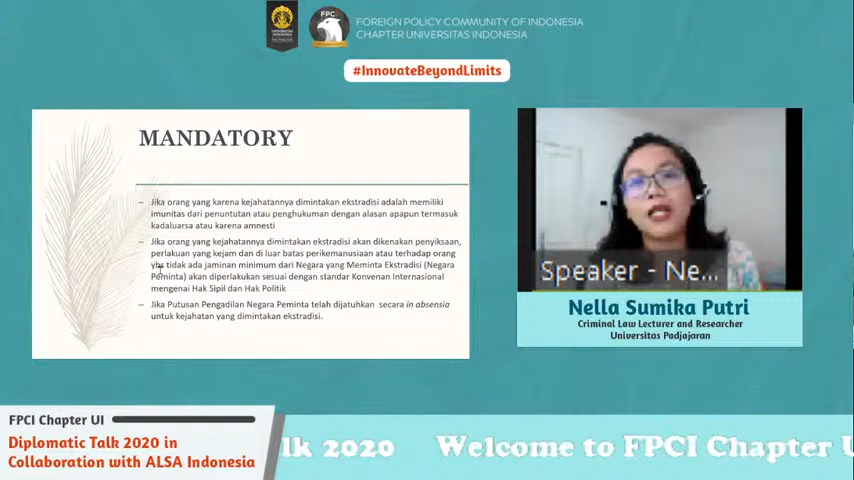 FPC
FOREIGN POLICY COMMUNITY OF INDONESIA
CHAPTER UNIVERSITAS INDONESIA
#InnovateBeyondLimits
MANDATORY
– Jika orang yang karena kejahatannya dimintakan ekstradisi adalah memiliki
imunitas dari penuntutan atau penghukuman dengan alasan apapun termasuk
kadaluarsa atau karena amnesti
– Jika orang yang kejahatannya dimintakan ekstradisi akan dikenakan penyiksaan,
perlakuan yang kejam dan di luar batas perikemanusiaan atau terhadap orang
ybs tidak ada jaminan minimum dari Negara yang Meminta Ekstradisi (Negara
Peminta) akan diperlakukan sesuai dengan standar Konvenan Internasional
mengenai Hak Sipil dan Hak Politik
– Jika Putusan Pengadilan Negara Peminta telah dijatuhkan secara in absensia
untuk kejahatan yang dimintakan ekstradisi.
Speaker - Ne...
Nella Sumika Putri
Criminal Law Lecturer and Researcher
Universitas Padjajaran
FPCI Chapter UI
Diplomatic Talk 2020 in
Collaboration with ALSA Indonesia
lk 2020 Welcome to FPCI Chapter U